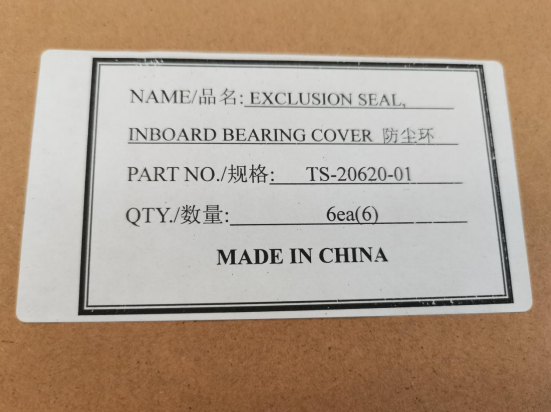 NAME/品名: EXCLUSION SEAL,
INBOARD BEARING COVER 防尘环
PART NO./规格: TS-20620-01
QTY./数量: 6ea(6)
MADE IN CHINA